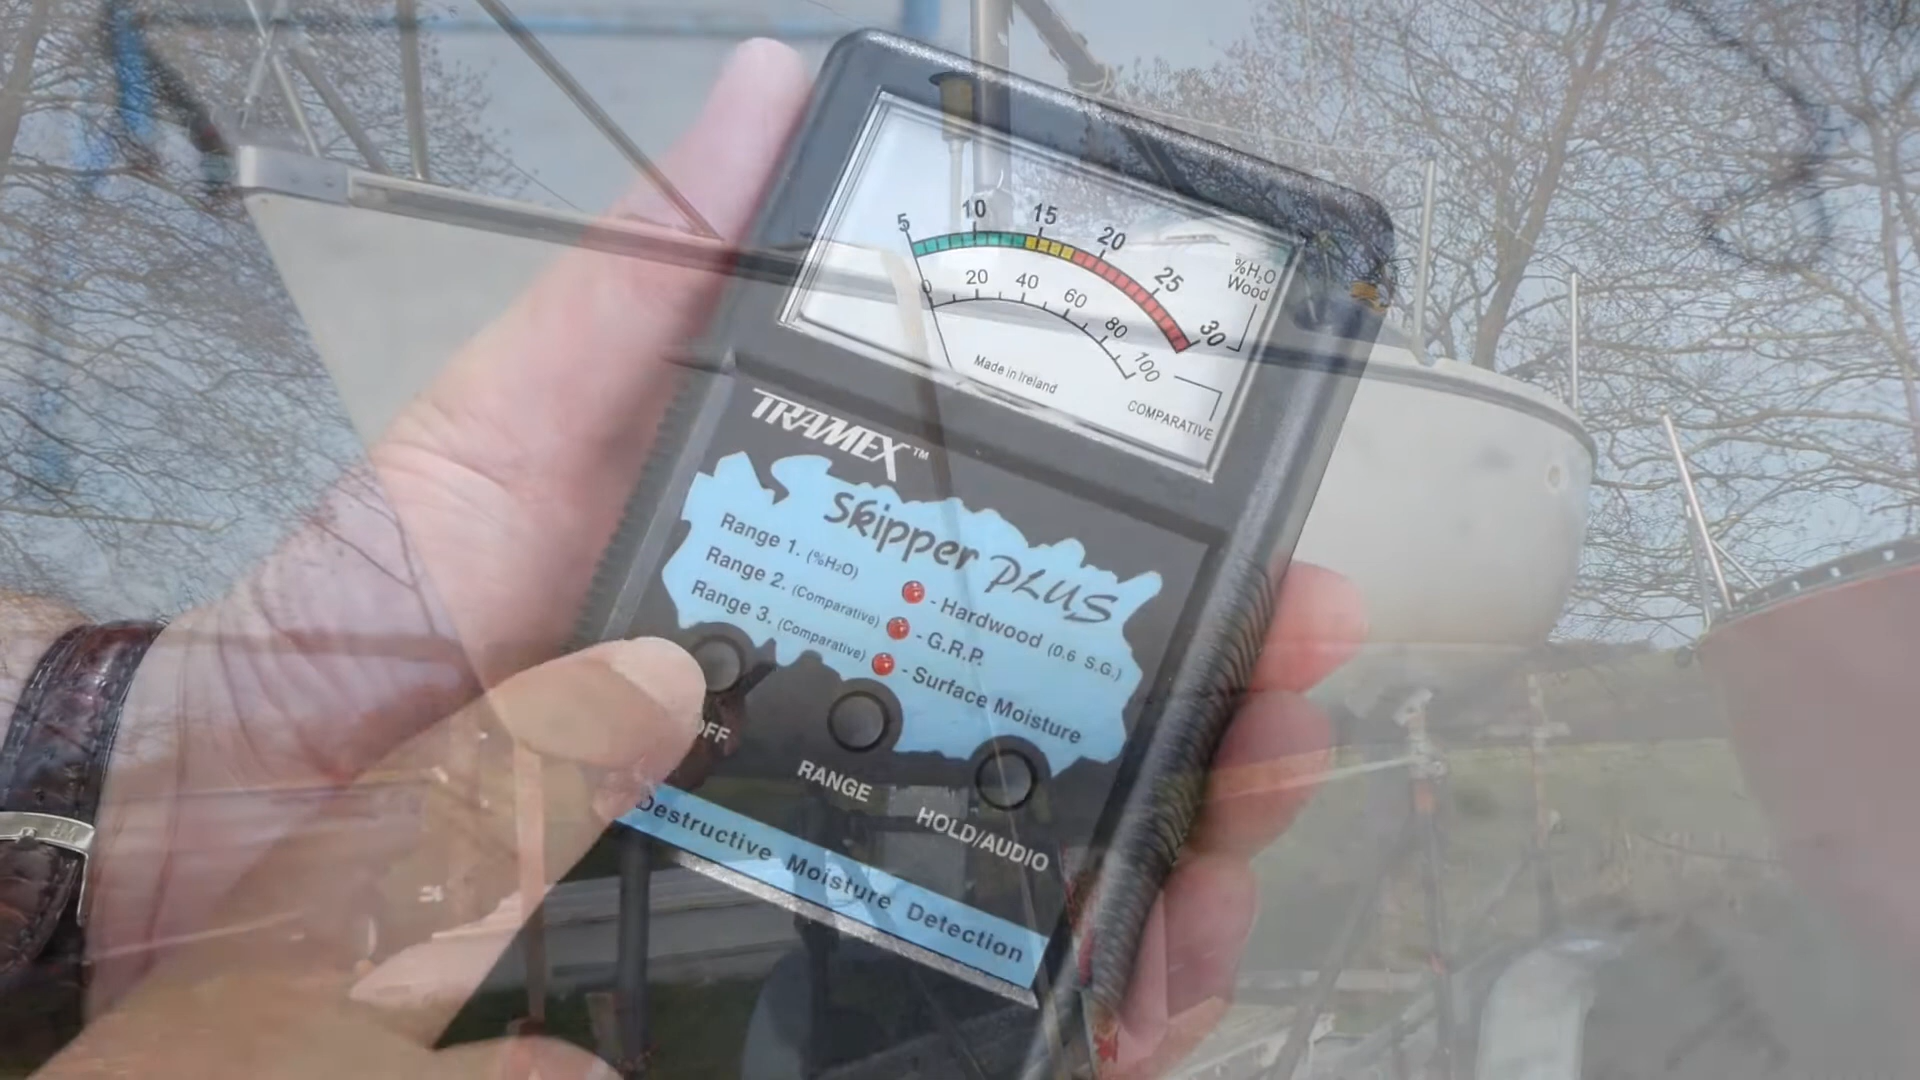 5 10 15 20 25 30
%H₂O
Wood
0 20 40 60 80 100
Made in Ireland
COMPARATIVE
TRAMEX™
Skipper PLUS
Range 1. (%H₂O) - Hardwood (0.6 S.G.)
Range 2. (Comparative) - G.R.P.
Range 3. (Comparative) - Surface Moisture
OFF
RANGE
HOLD/AUDIO
Destructive Moisture Detection